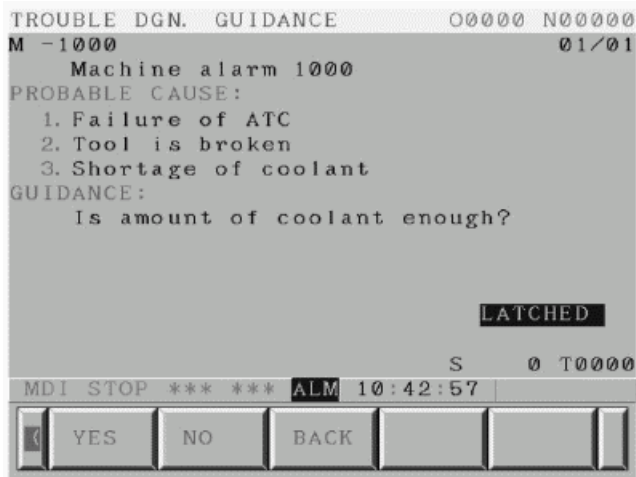 TROUBLE DGN. GUIDANCE O0000 N00000
M -1000 01/01
Machine alarm 1000
PROBABLE CAUSE:
1. Failure of ATC
2. Tool is broken
3. Shortage of coolant
GUIDANCE:
Is amount of coolant enough?
LATCHED
S 0 T0000
MDI STOP *** *** ALM 10:42:57
( YES NO BACK